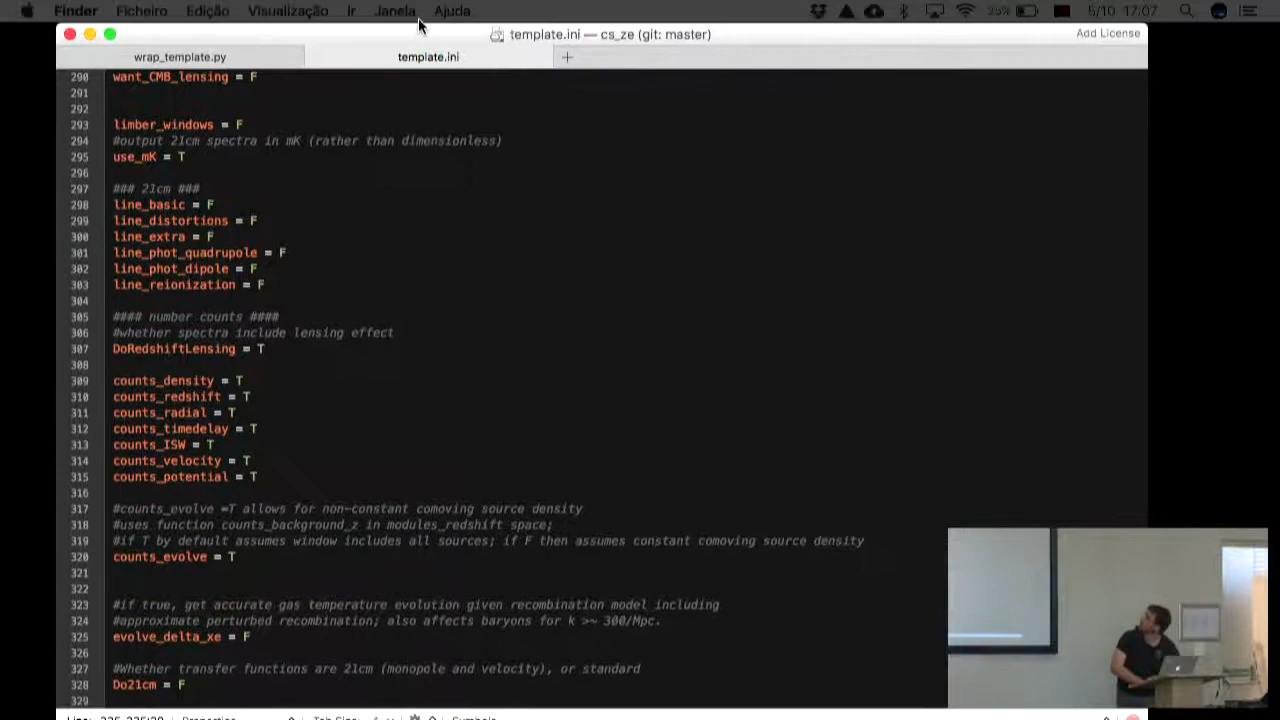 Finder Ficheiro Edição Visualização Ir Janela Ajuda 5/10 17:07
template.ini — cs_ze (git: master) Add License
wrap_template.py template.ini +
290 want_CMB_lensing = F
291
292
293 limber_windows = F
294 #output 21cm spectra in mK (rather than dimensionless)
295 use_mK = T
296
297 ### 21cm ###
298 line_basic = F
299 line_distortions = F
300 line_extra = F
301 line_phot_quadrupole = F
302 line_phot_dipole = F
303 line_reionization = F
304
305 #### number counts ####
306 #whether spectra include lensing effect
307 DoRedshiftLensing = T
308
309 counts_density = T
310 counts_redshift = T
311 counts_radial = T
312 counts_timedelay = T
313 counts_ISW = T
314 counts_velocity = T
315 counts_potential = T
316
317 #counts_evolve =T allows for non-constant comoving source density
318 #uses function counts_background_z in modules_redshift space;
319 #if T by default assumes window includes all sources; if F then assumes constant comoving source density
320 counts_evolve = T
321
322
323 #if true, get accurate gas temperature evolution given recombination model including
324 #approximate perturbed recombination; also affects baryons for k >~ 300/Mpc.
325 evolve_delta_xe = F
326
327 #Whether transfer functions are 21cm (monopole and velocity), or standard
328 Do21cm = F
329